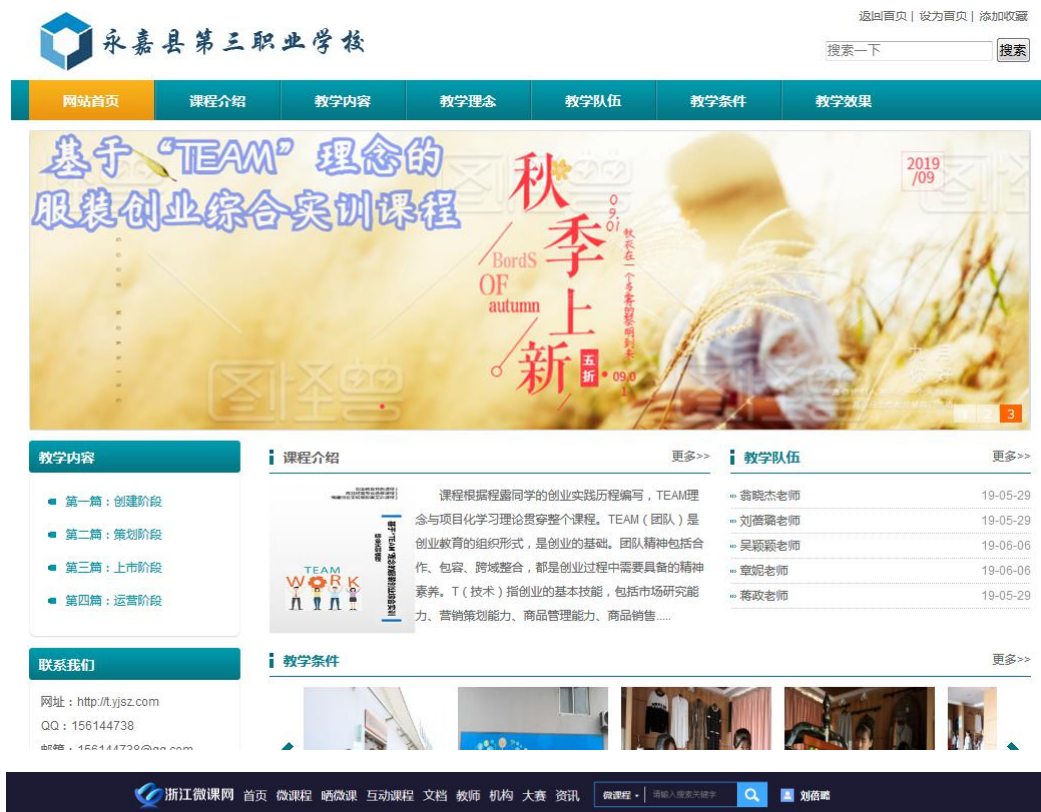 返回首页 | 设为首页 | 添加收藏
永嘉县第三职业学校
搜索一下 搜索
网站首页 课程介绍 教学内容 教学理念 教学队伍 教学条件 教学效果
基于“TEAM”理念的
服装创业综合实训课程
秋季上新
BordS
OF
autumn
09.01
五折
09.01
2019
/09
1 2 3
教学内容
第一篇：创建阶段
第二篇：策划阶段
第三篇：上市阶段
第四篇：运营阶段
课程介绍 更多>>
TEAM
WORK
课程根据程露同学的创业实践历程编写，TEAM理
念与项目化学习理论贯穿整个课程。TEAM（团队）是
创业教育的组织形式，是创业的基础。团队精神包括合
作、包容、跨域整合，都是创业过程中需要具备的精神
素养。T（技术）指创业的基本技能，包括市场研究能
力、营销策划能力、商品管理能力、商品销售.....
教学队伍 更多>>
翁晓杰老师 19-05-29
刘蓓璐老师 19-05-29
吴颖颖老师 19-06-06
章妮老师 19-06-06
蒋政老师 19-05-29
联系我们
网址：http://t.yjsz.com
QQ：156144738
邮箱：156144738@qq.com
教学条件 更多>>
浙江微课网 首页 微课程 晒微课 互动课程 文档 教师 机构 大赛 资讯 微课程 请输入搜索关键字 刘蓓璐